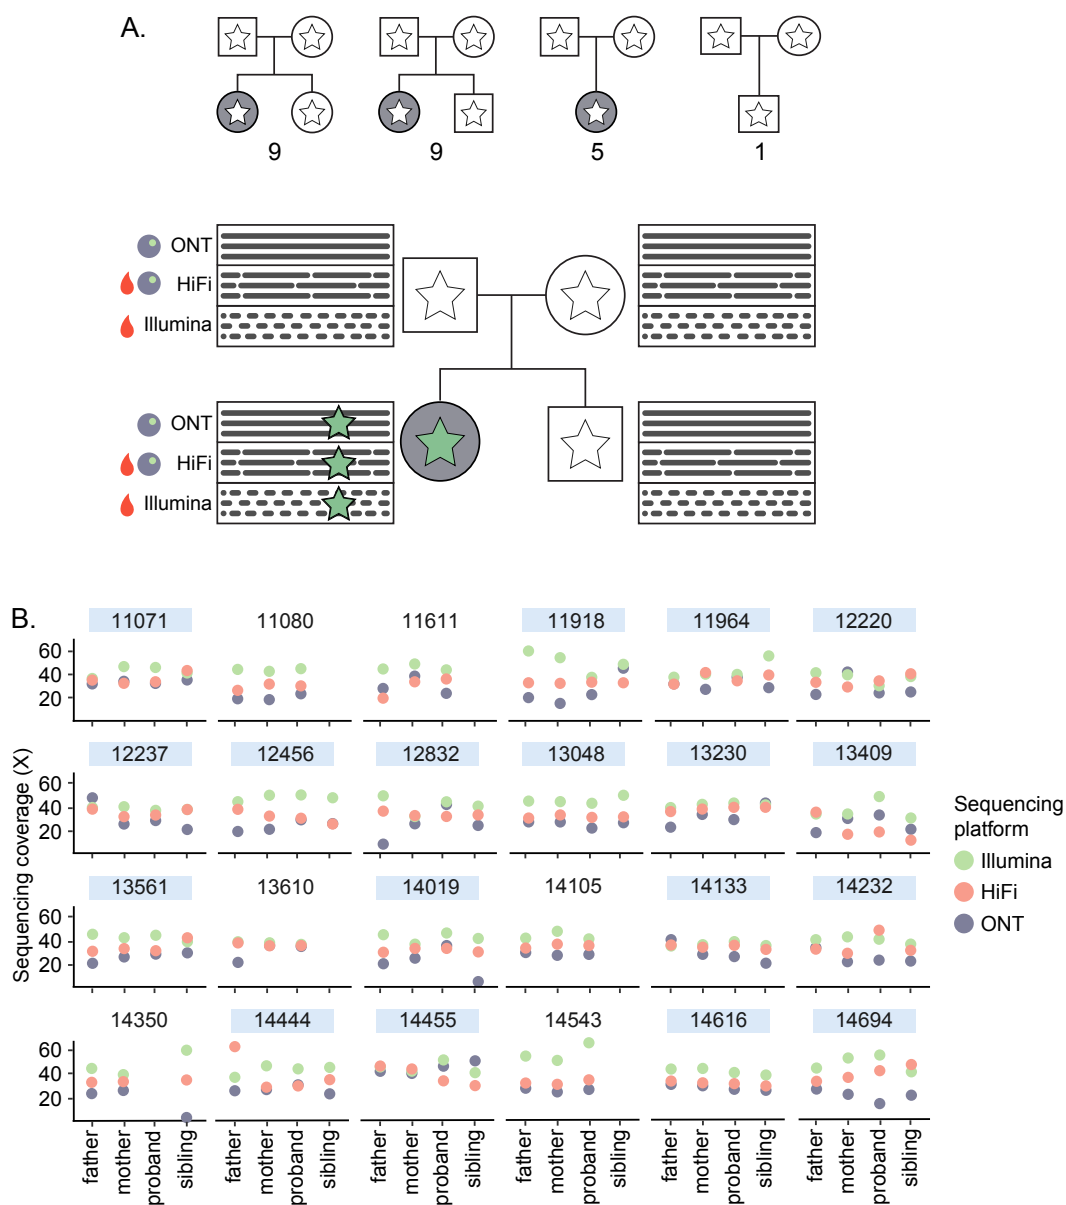 A.
9 9 5 1
ONT
HiFi
Illumina
ONT
HiFi
Illumina
B.
11071 11080 11611 11918 11964 12220
60
40
20
12237 12456 12832 13048 13230 13409
60
40
20
13561 13610 14019 14105 14133 14232
60
40
20
14350 14444 14455 14543 14616 14694
60
40
20
Sequencing coverage (X)
father mother proband sibling father mother proband sibling father mother proband sibling father mother proband sibling father mother proband sibling father mother proband sibling
Sequencing
platform
Illumina
HiFi
ONT